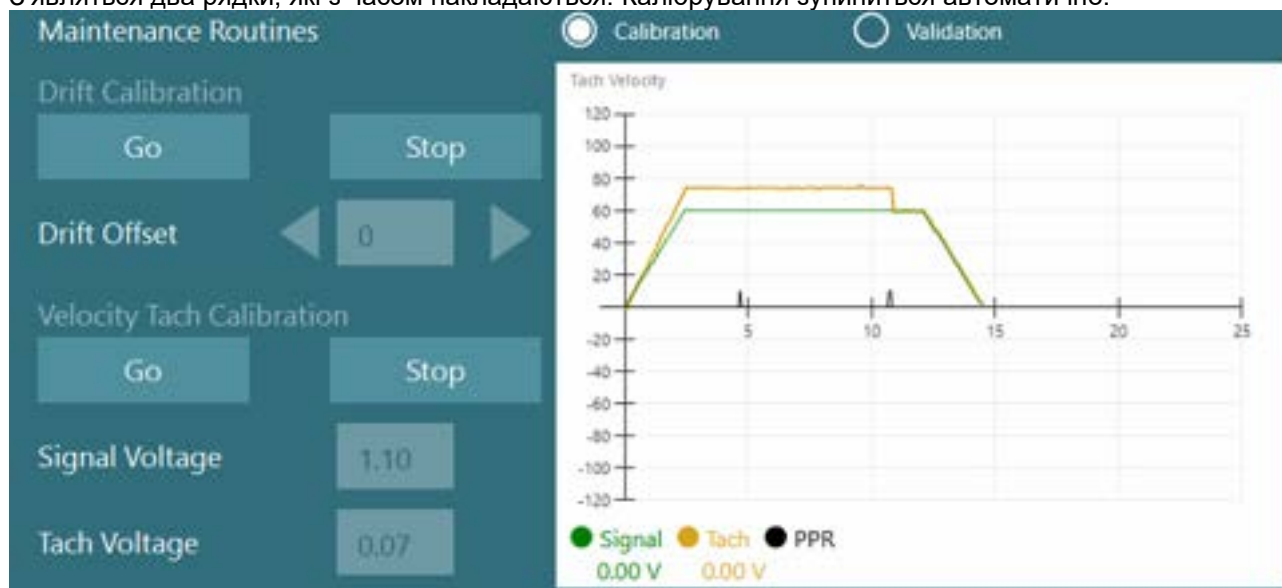 З'являться два рядки, які з часом накладаються. Калібрування зупиниться автоматично.
Maintenance Routines
Calibration
Validation
Drift Calibration
Go
Stop
Drift Offset
0
Velocity Tach Calibration
Go
Stop
Signal Voltage
1.10
Tach Voltage
0.07
Tach Velocity
120
100
80
60
40
20
-20
-40
-60
-80
-100
-120
5
10
15
20
25
Signal Tach PPR
0.00 V 0.00 V